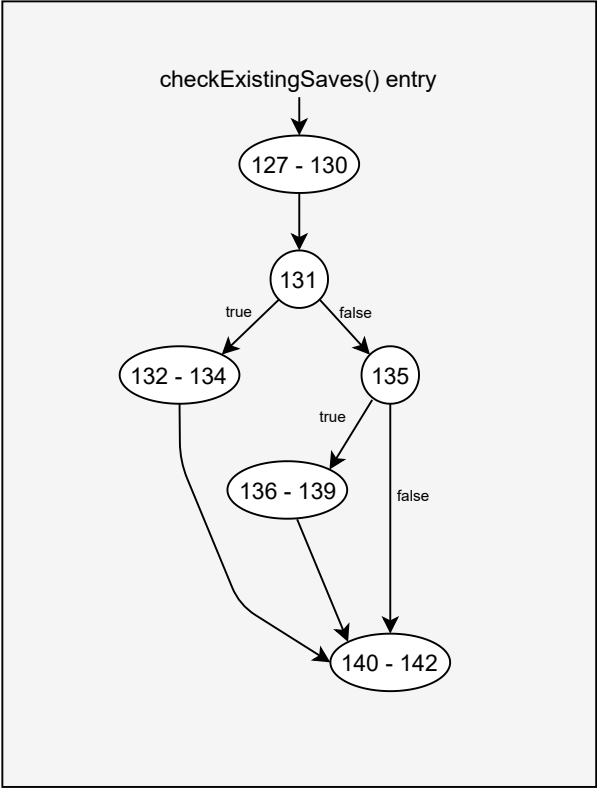 checkExistingSaves() entry
127 - 130
131
true
false
132 - 134
135
true
136 - 139
false
140 - 142